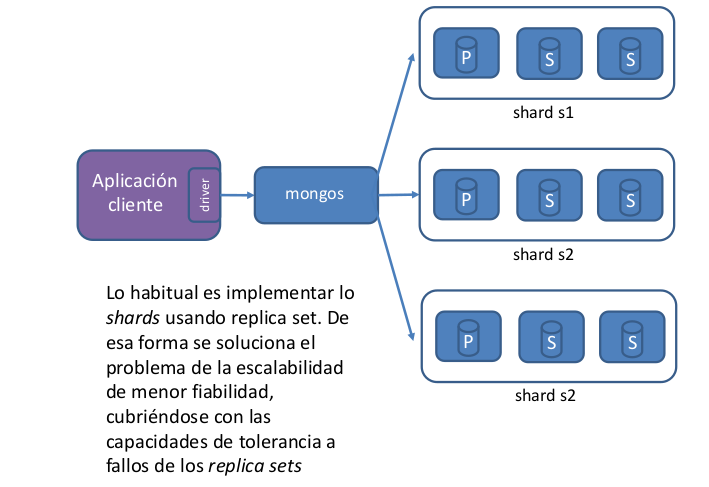 P
S
S
shard s1
Aplicación
cliente
driver
mongos
P
S
S
shard s2
P
S
S
shard s2
Lo habitual es implementar lo
shards usando replica set. De
esa forma se soluciona el
problema de la escalabilidad
de menor fiabilidad,
cubriéndose con las
capacidades de tolerancia a
fallos de los replica sets